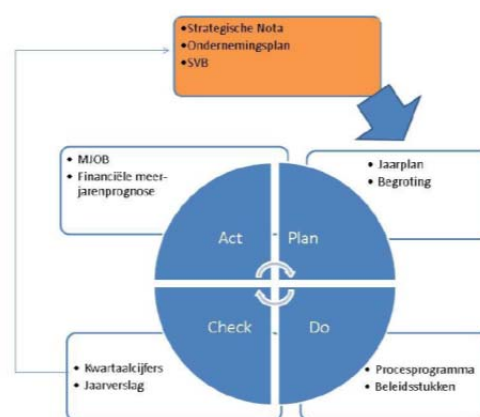 •Strategische Nota
•Ondernemingsplan
•SVB
• MJOB
• Financiële meer-
jarenprognose
• Jaarplan
• Begroting
Act
Plan
Check
Do
• Kwartaalcijfers
• Jaarverslag
• Procesprogramma
• Beleidsstukken